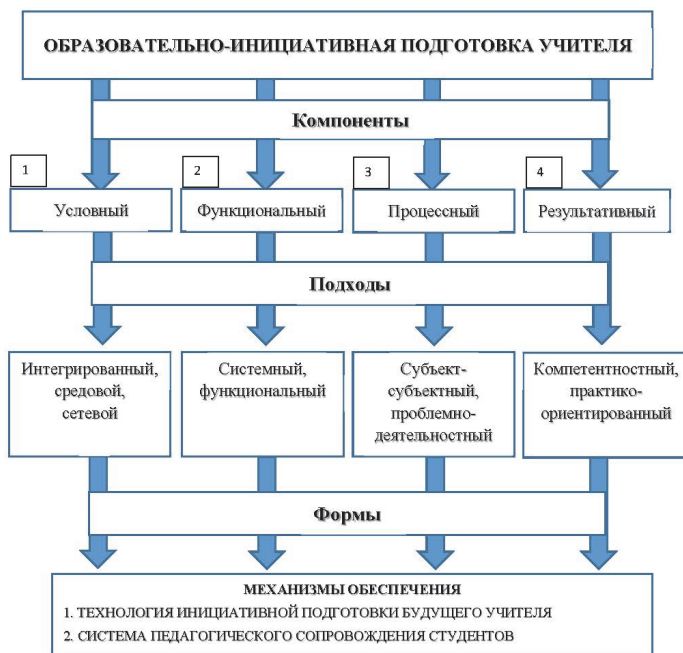 ОБРАЗОВАТЕЛЬНО-ИНИЦИАТИВНАЯ ПОДГОТОВКА УЧИТЕЛЯ
Компоненты
1
2
3
4
Условный
Функциональный
Процессный
Результативный
Подходы
Интегрированный,
средовой,
сетевой
Системный,
функциональный
Субъект-
субъектный,
проблемно-
деятельностный
Компетентностный,
практико-
ориентированный
Формы
МЕХАНИЗМЫ ОБЕСПЕЧЕНИЯ
1. ТЕХНОЛОГИЯ ИНИЦИАТИВНОЙ ПОДГОТОВКИ БУДУЩЕГО УЧИТЕЛЯ
2. СИСТЕМА ПЕДАГОГИЧЕСКОГО СОПРОВОЖДЕНИЯ СТУДЕНТОВ